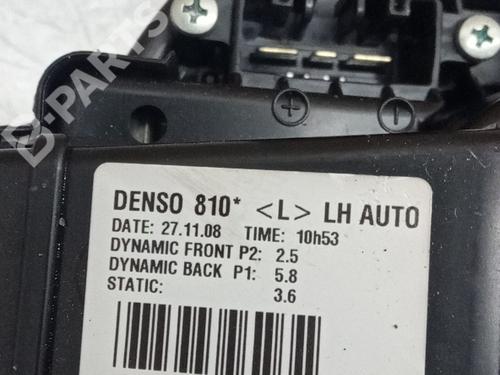 B-PARTS
+
−
DENSO 810* <L> LH AUTO
DATE: 27.11.08 TIME: 10h53
DYNAMIC FRONT P2: 2.5
DYNAMIC BACK P1: 5.8
STATIC: 3.6